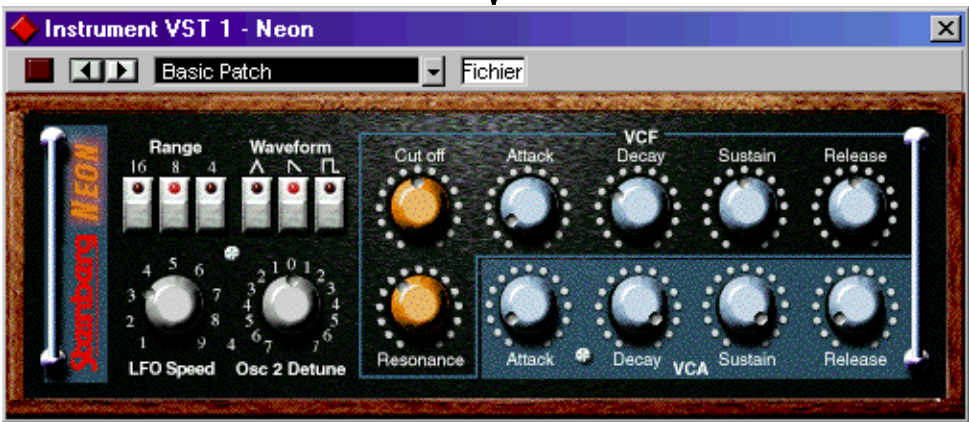 Instrument VST 1 - Neon
Basic Patch Fichier
Steinberg NEON
Range Waveform
16 8 4
VCF
Cut off Attack Decay Sustain Release
1 2 3 4 5 6 7 8 9
4
7 6 5 4 3 2 1 0 1 2 3 4 5 6 7
LFO Speed Osc 2 Detune
Resonance Attack Decay Sustain Release
VCA